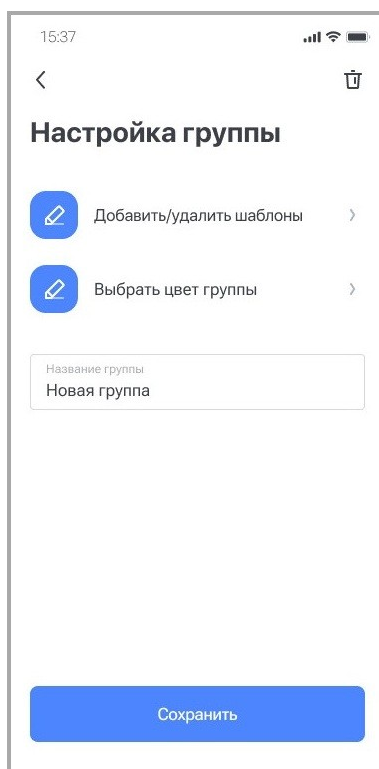 15:37
Настройка группы
Добавить/удалить шаблоны
Выбрать цвет группы
Название группы
Новая группа
Сохранить